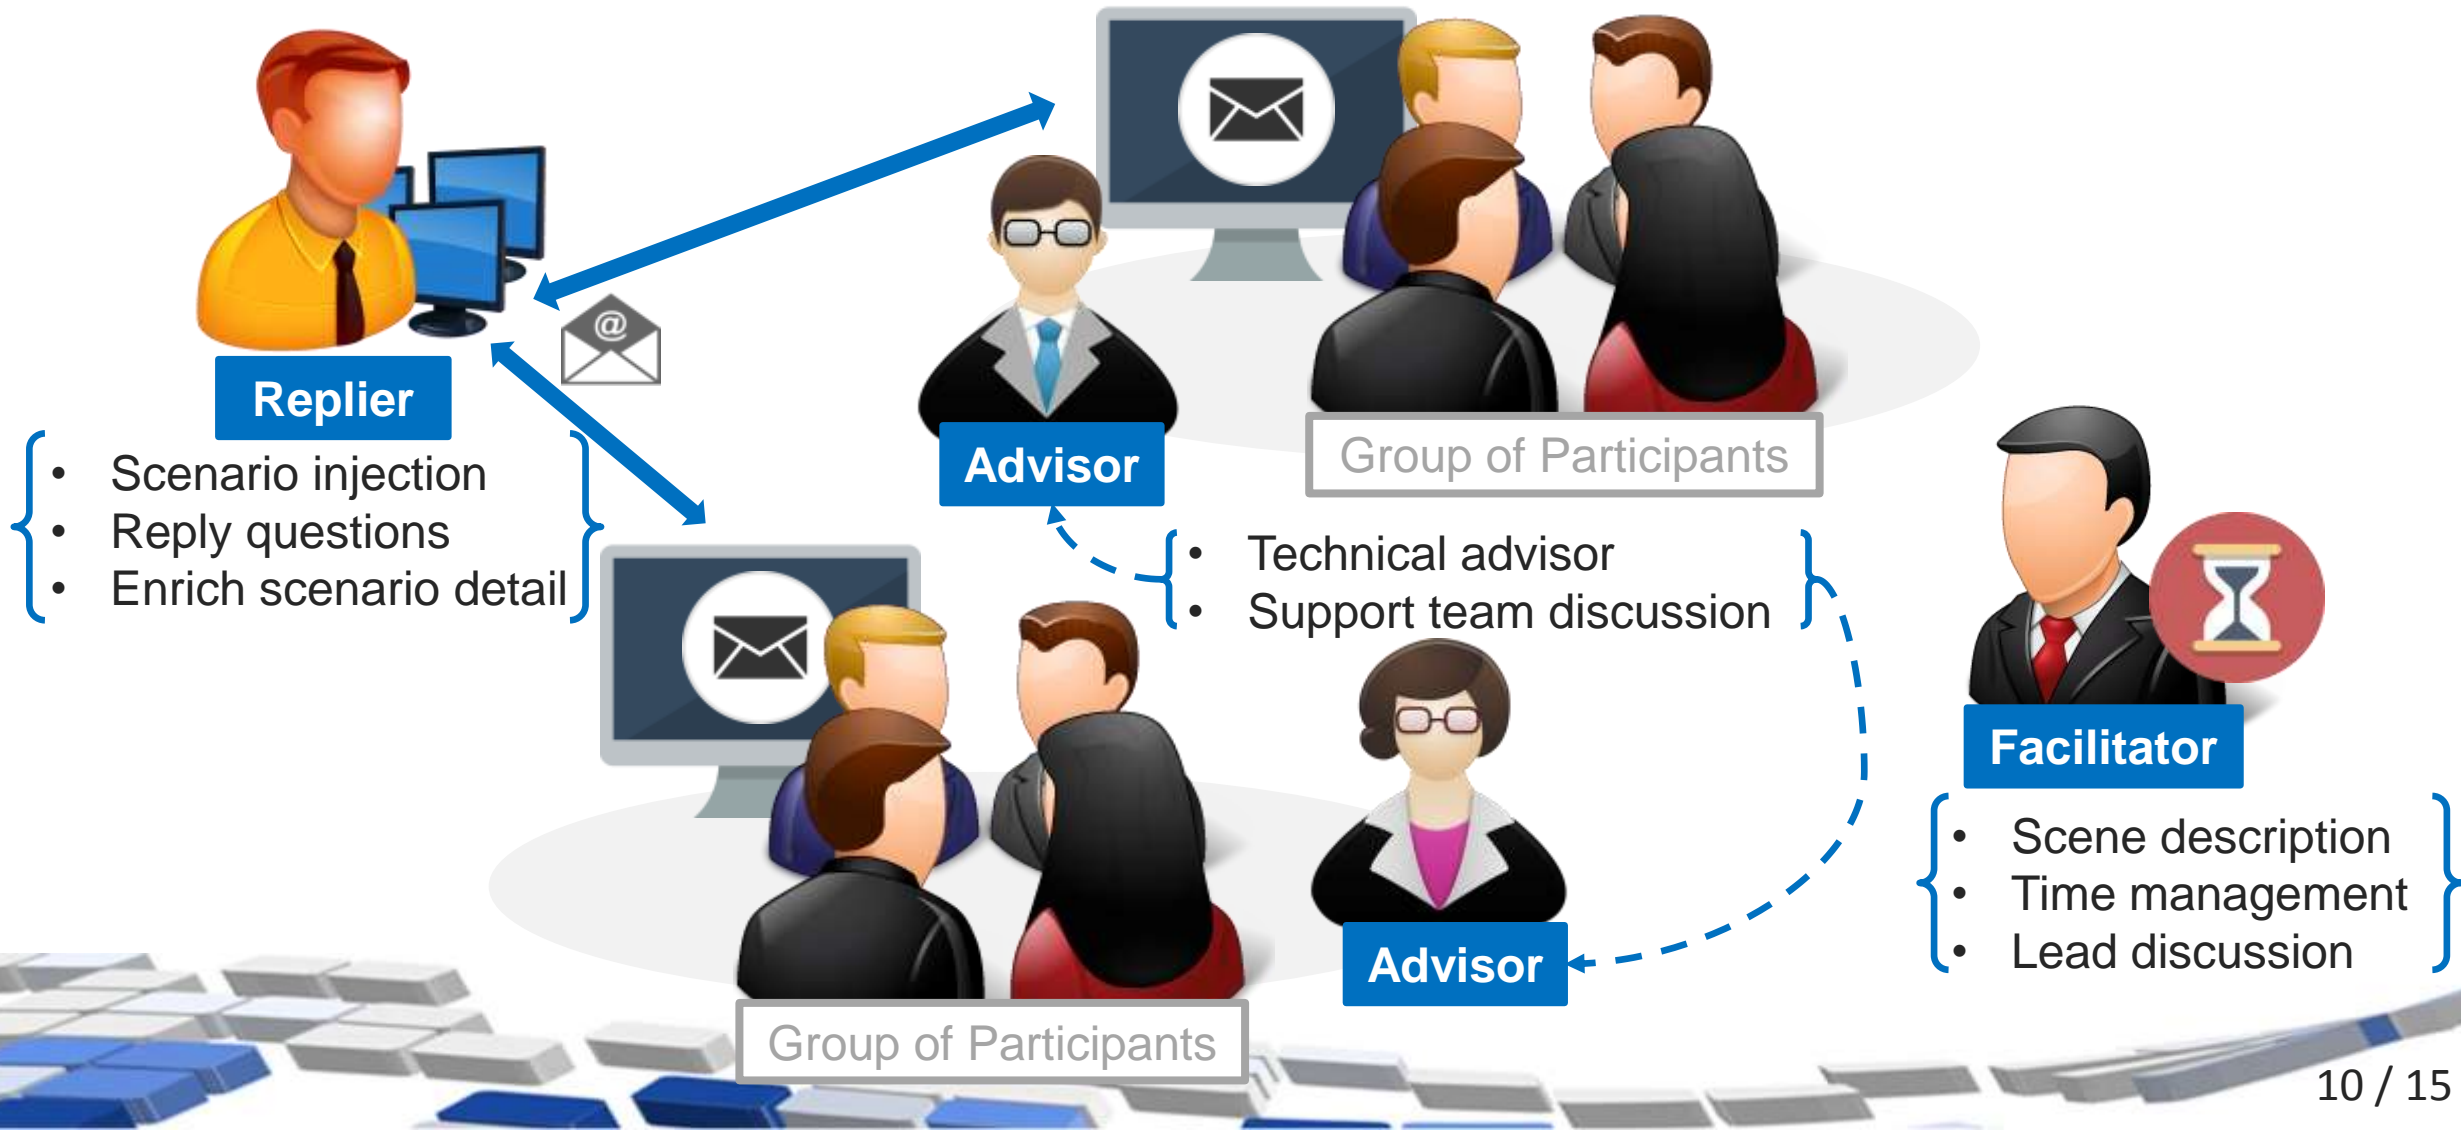 Replier
• Scenario injection
• Reply questions
• Enrich scenario detail
@
Advisor
Group of Participants
• Technical advisor
• Support team discussion
Advisor
Group of Participants
Facilitator
• Scene description
• Time management
• Lead discussion
10 / 15